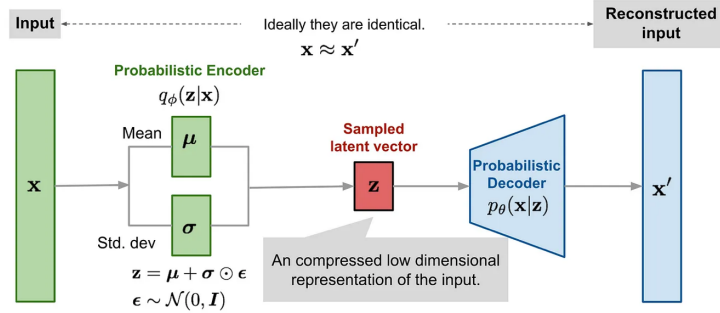 Input
Ideally they are identical.
𝐱 ≈ 𝐱′
Reconstructed
input
Probabilistic Encoder
qϕ(𝐳|𝐱)
Mean
𝝁
Sampled
latent vector
𝐱
𝐳
Probabilistic
Decoder
pθ(𝐱|𝐳)
𝐱′
𝝈
Std. dev
An compressed low dimensional
representation of the input.
𝐳 = 𝝁 + 𝝈 ⊙ 𝝐
𝝐 ∼ 𝒩(0, 𝑰)